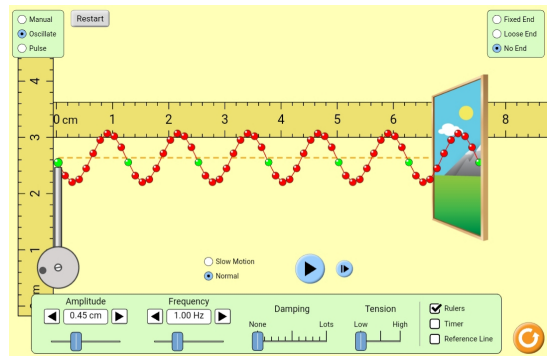 Manual
Oscillate
Pulse
Restart
Fixed End
Loose End
No End
0 cm 1 2 3 4 5 6 8
4
3
2
1
Slow Motion
Normal
Amplitude
0.45 cm
Frequency
1.00 Hz
Damping
None Lots
Tension
Low High
Rulers
Timer
Reference Line